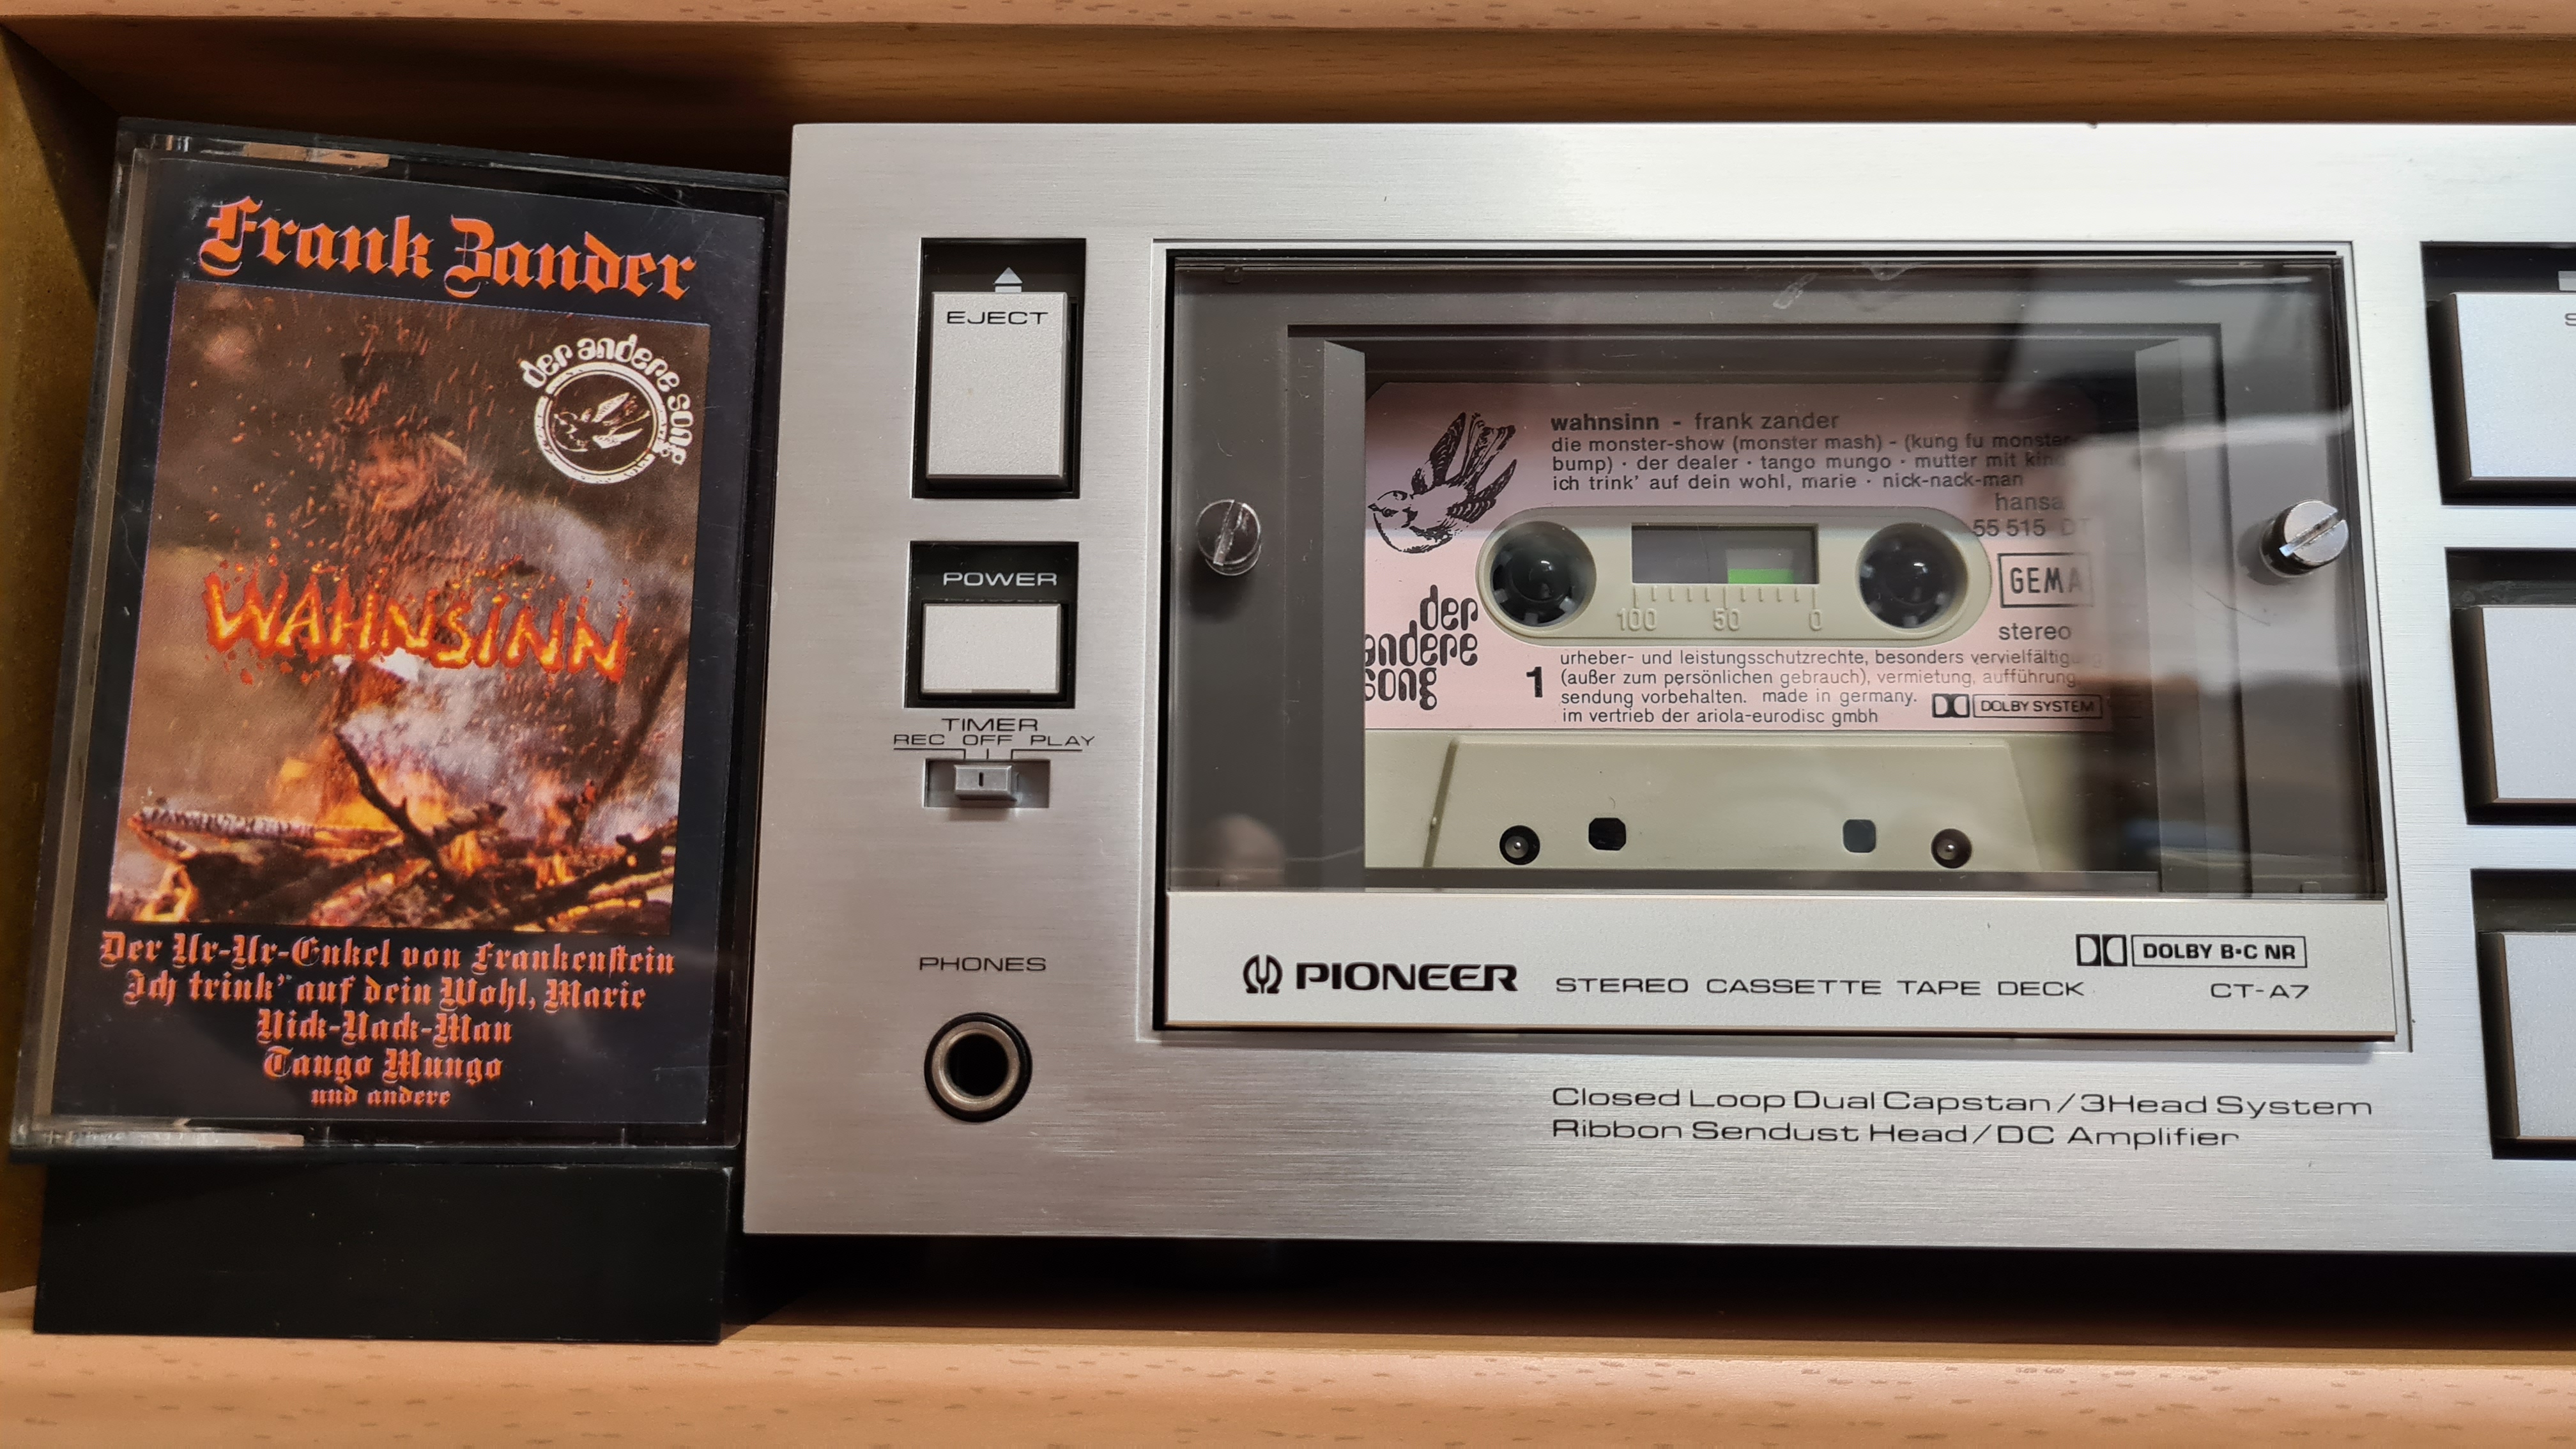 Frank Zander
der andere song
WAHNSINN
Der Ur-Ur-Enkel von Frankenstein
Ich trink' auf dein Wohl, Marie
Nick-Nack-Man
Tango Mungo
und andere
EJECT
POWER
TIMER
REC OFF PLAY
PHONES
wahnsinn - frank zander
die monster-show (monster mash) - (kung fu monster-
bump) · der dealer · tango mungo · mutter mit kind
ich trink' auf dein wohl, marie · nick-nack-man
hansa
55 515 DT
GEMA
100 50 0
stereo
der
andere
song
1
urheber- und leistungsschutzrechte, besonders
(außer zum persönlichen gebrauch), vermietung, aufführung
sendung vorbehalten. made in germany.
DOLBY SYSTEM
im vertrieb der ariola-eurodisc gmbh
PIONEER STEREO CASSETTE TAPE DECK
DOLBY B·C NR
CT-A7
Closed Loop Dual Capstan/3Head System
Ribbon Sendust Head/DC Amplifier